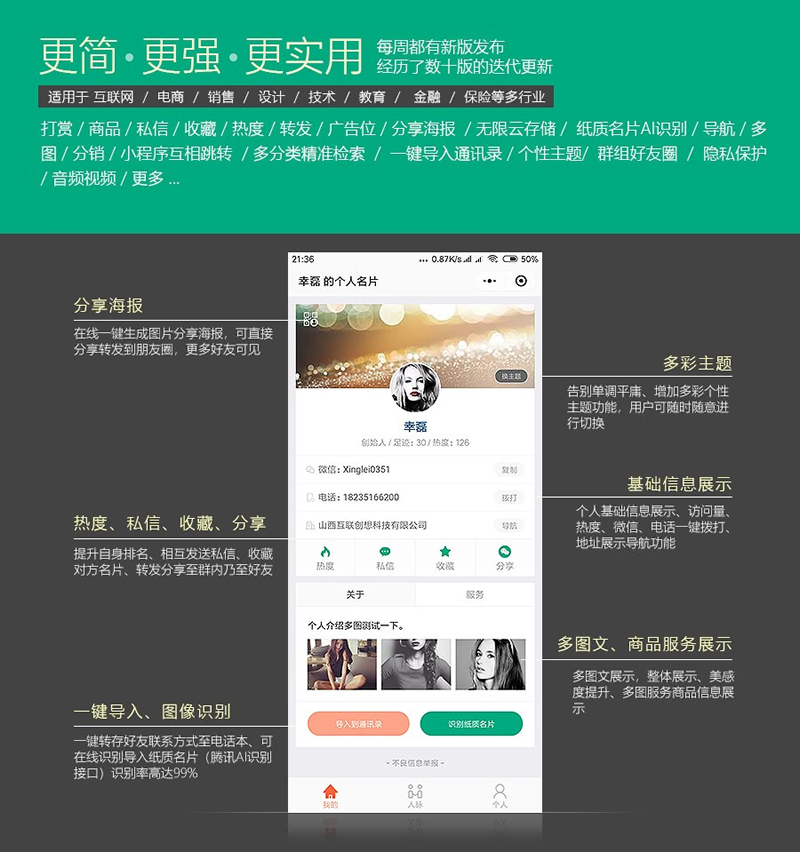 更简·更强·更实用
每周都有新版发布
经历了数十版的迭代更新
适用于 互联网 / 电商 / 销售 / 设计 / 技术 / 教育 / 金融 / 保险等多行业
打赏 / 商品 / 私信 / 收藏 / 热度 / 转发 / 广告位 / 分享海报 / 无限云存储 / 纸质名片AI识别 / 导航 / 多
图 / 分销 / 小程序互相跳转 / 多分类精准检索 / 一键导入通讯录 / 个性主题/ 群组好友圈 / 隐私保护
/ 音频视频 / 更多 ...
21:36
... 0.87K/s 50%
幸磊 的个人名片
分享海报
在线一键生成图片分享海报，可直接
分享转发到朋友圈，更多好友可见
换主题
多彩主题
告别单调平庸、增加多彩个性
主题功能，用户可随时随意进
行切换
幸磊
创始人 / 足迹: 30 / 热度: 126
微信: Xinglei0351 复制
电话: 18235166200 拨打
山西互联创想科技有限公司 导航
基础信息展示
个人基础信息展示、访问量、
热度、微信、电话一键拨打、
地址展示导航功能
热度、私信、收藏、分享
提升自身排名、相互发送私信、收藏
对方名片、转发分享至群内乃至好友
热度 私信 收藏 分享
关于 服务
个人介绍多图测试一下。
多图文、商品服务展示
多图文展示，整体展示、美感
度提升、多图服务商品信息展
示
一键导入、图像识别
一键转存好友联系方式至电话本、可
在线识别导入纸质名片（腾讯AI识别
接口）识别率高达99%
导入到通讯录 识别纸质名片
- 不良信息举报 -
我的 人脉 个人